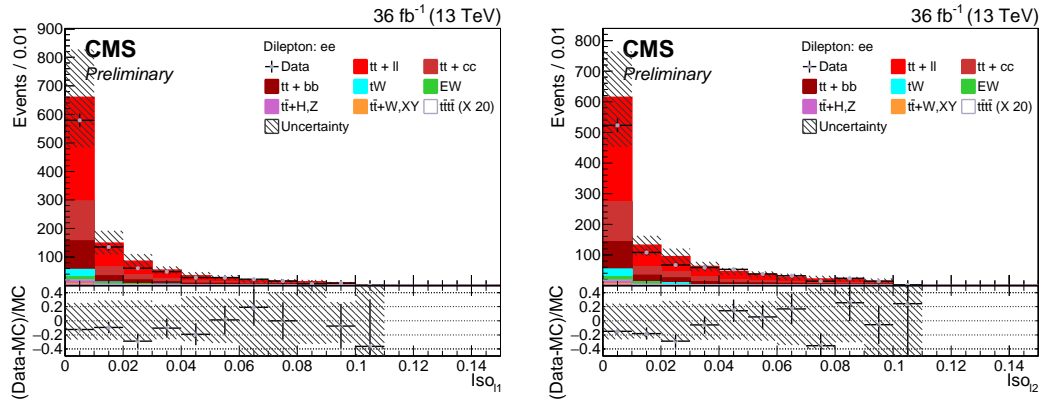 36 fb⁻¹ (13 TeV)
CMS
Preliminary
Dilepton: ee
Data
tt + ll
tt + cc
tt + bb
tW
EW
tt̄+H,Z
tt̄+W,XY
tt̄tt̄ (X 20)
Uncertainty
Events / 0.01
900
800
700
600
500
400
300
200
100
(Data-MC)/MC
0.4
0.2
0
−0.2
−0.4
0 0.02 0.04 0.06 0.08 0.1 0.12 0.14
Iso_l1
36 fb⁻¹ (13 TeV)
CMS
Preliminary
Dilepton: ee
Data
tt + ll
tt + cc
tt + bb
tW
EW
tt̄+H,Z
tt̄+W,XY
tt̄tt̄ (X 20)
Uncertainty
Events / 0.01
800
700
600
500
400
300
200
100
(Data-MC)/MC
0.4
0.2
0
−0.2
−0.4
0 0.02 0.04 0.06 0.08 0.1 0.12 0.14
Iso_l2